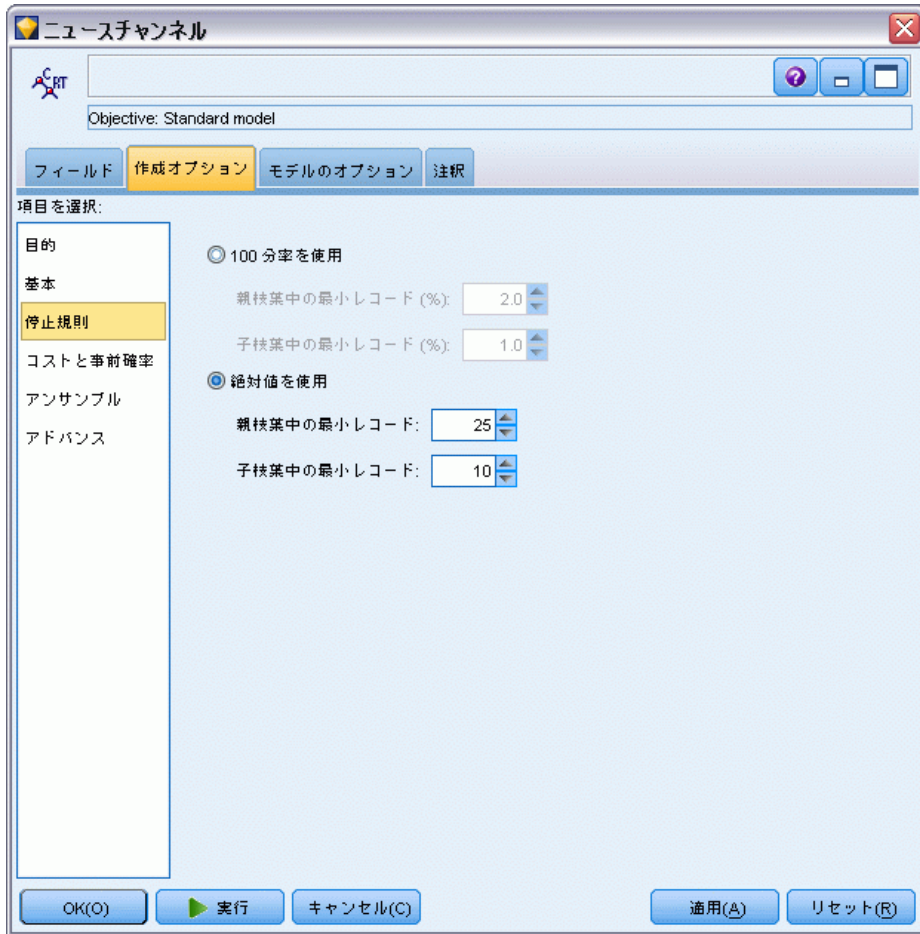 ニュースチャンネル
C RT
Objective: Standard model
フィールド 作成オプション モデルのオプション 注釈
項目を選択:
目的
基本
停止規則
コストと事前確率
アンサンブル
アドバンス
100 分率を使用
親枝葉中の最小レコード (%): 2.0
子枝葉中の最小レコード (%): 1.0
絶対値を使用
親枝葉中の最小レコード: 25
子枝葉中の最小レコード: 10
OK(O) 実行 キャンセル(C) 適用(A) リセット(R)